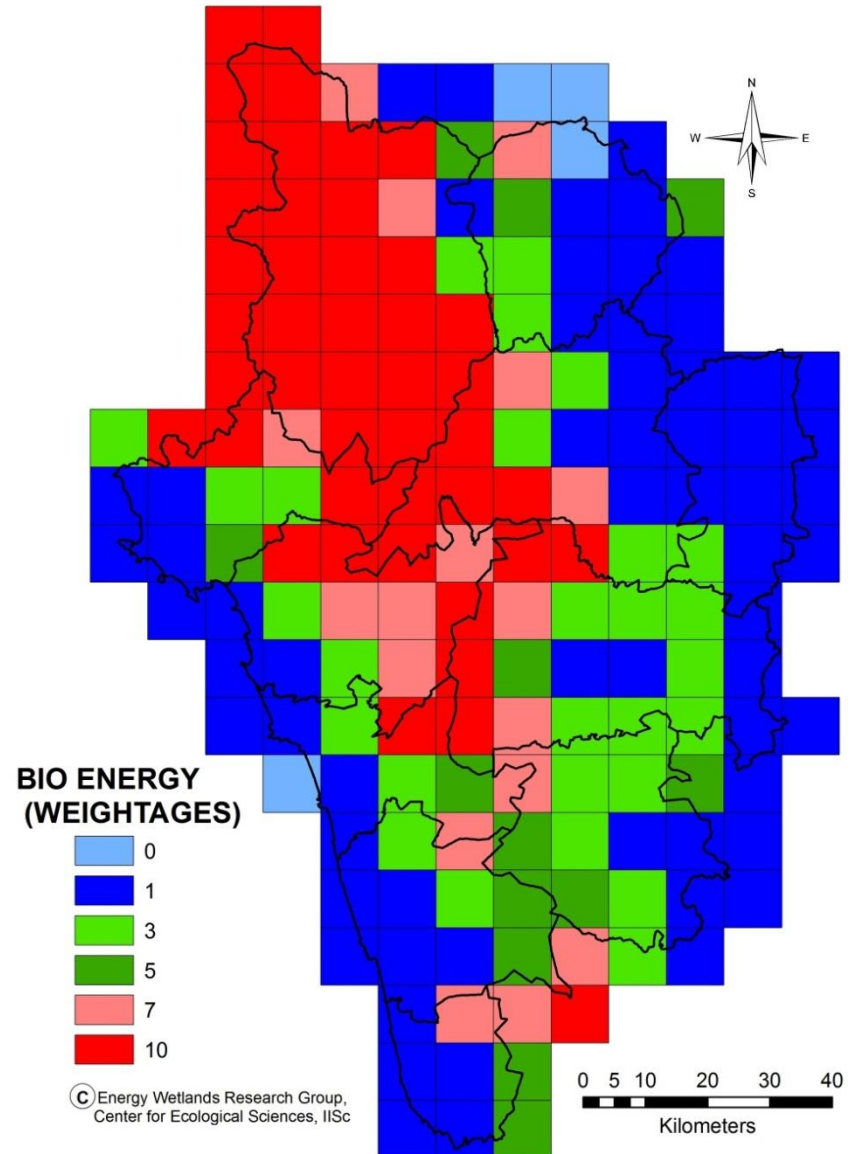 N
W E
S
BIO ENERGY
(WEIGHTAGES)
0
1
3
5
7
10
C Energy Wetlands Research Group,
Center for Ecological Sciences, IISc
0 5 10 20 30 40
Kilometers